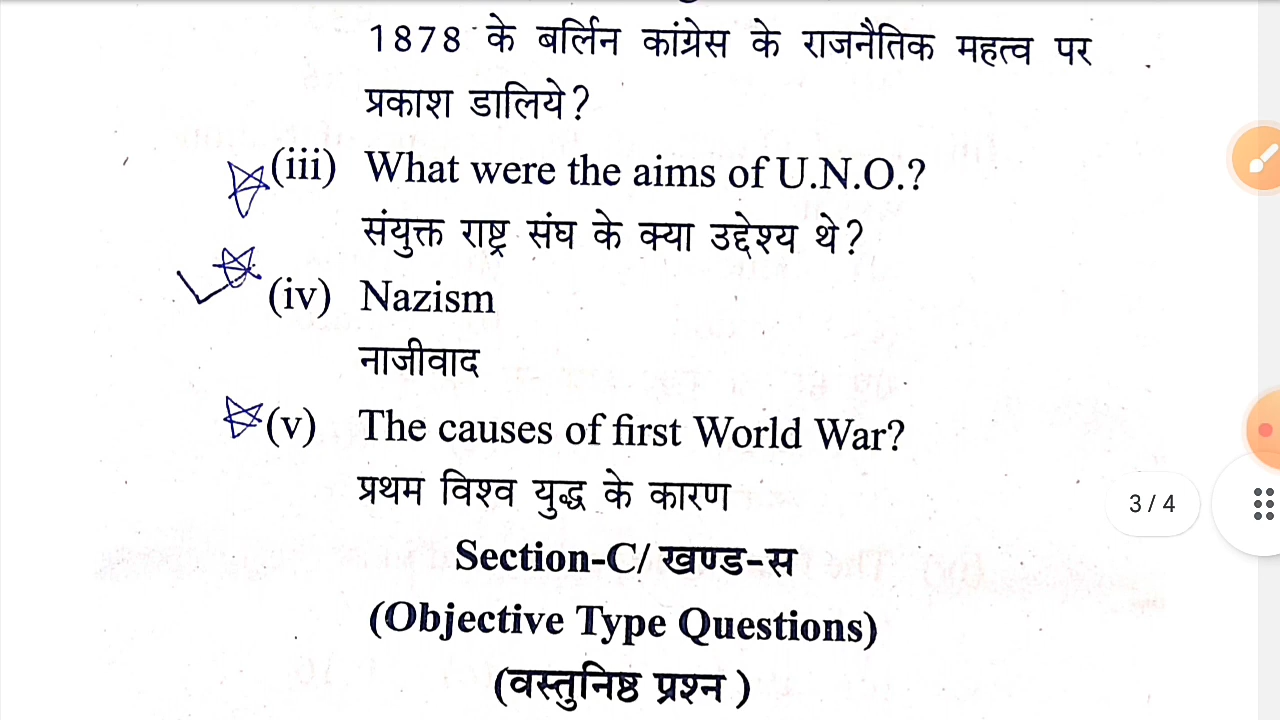 1878 के बर्लिन कांग्रेस के राजनैतिक महत्व पर
प्रकाश डालिये?
(iii) What were the aims of U.N.O.?
संयुक्त राष्ट्र संघ के क्या उद्देश्य थे?
(iv) Nazism
नाजीवाद
(v) The causes of first World War?
प्रथम विश्व युद्ध के कारण
3 / 4
Section-C/ खण्ड-स
(Objective Type Questions)
(वस्तुनिष्ठ प्रश्न )